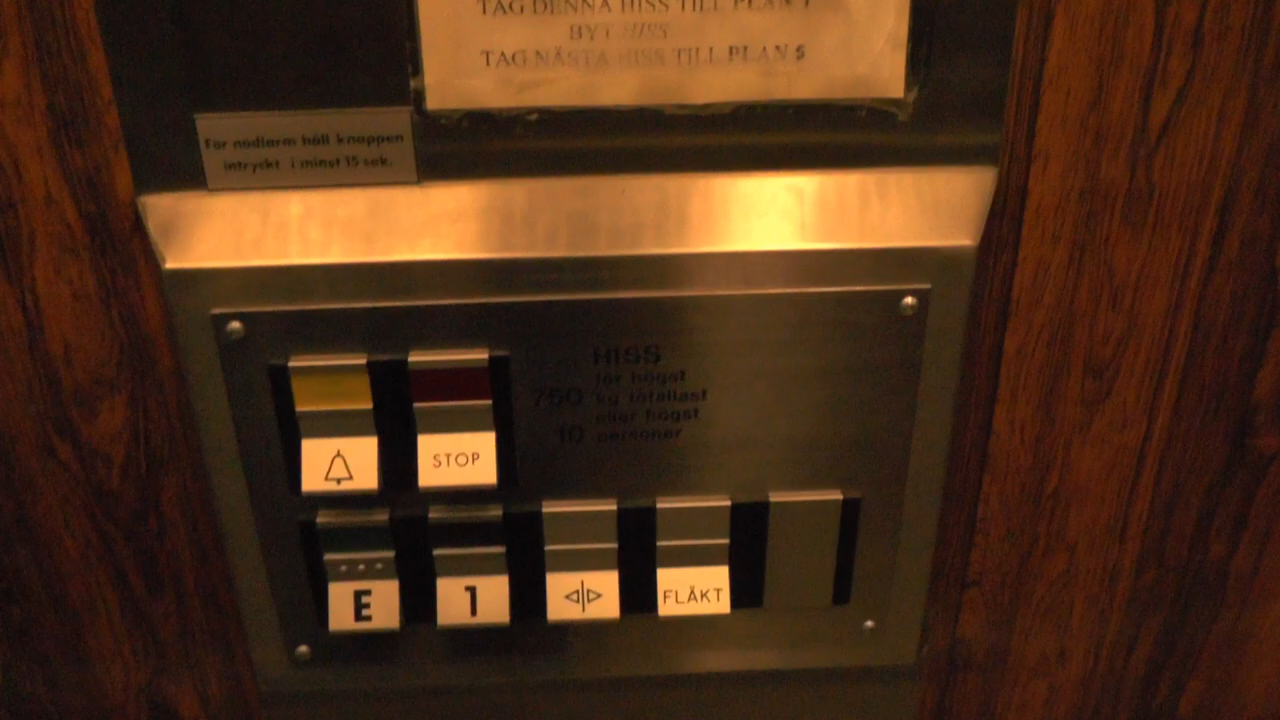 TAG DENNA HISS TILL PLAN 1
BYT HISS
TAG NÄSTA HISS TILL PLAN 5
För nödlarm håll knappen
intryckt i minst 15 sek.
HISS
för högst
750 kg totallast
eller högst
10 personer
STOP
E
1
FLÄKT